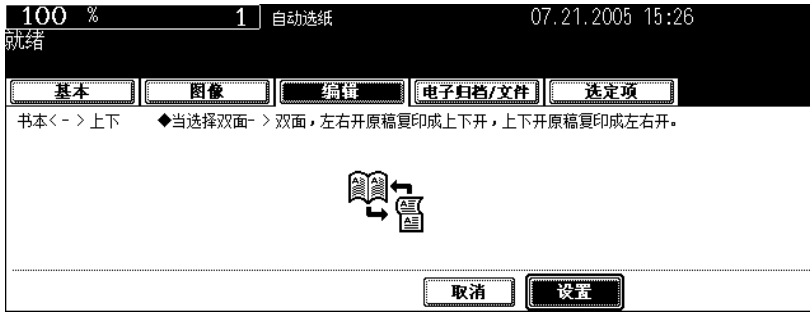 100 % 1 自动选纸 07.21.2005 15:26
就绪
基本 图像 编辑 电子归档/文件 选定项
书本< - >上下 ◆当选择双面- >双面，左右开原稿复印成上下开，上下开原稿复印成左右开。
取消 设置